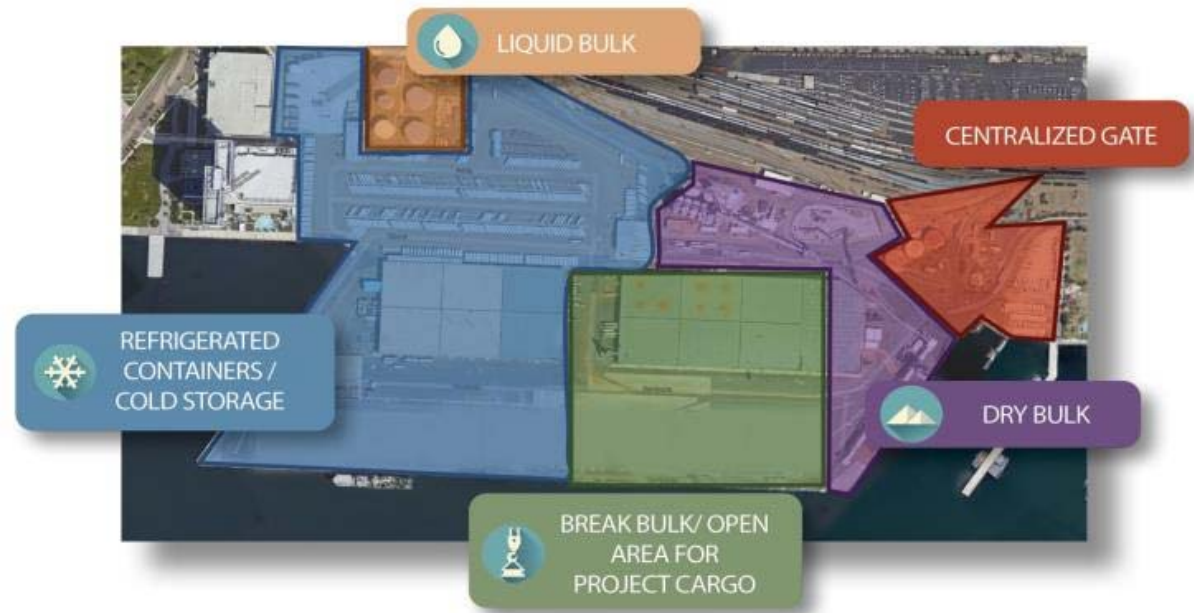 LIQUID BULK
CENTRALIZED GATE
REFRIGERATED
CONTAINERS /
COLD STORAGE
DRY BULK
BREAK BULK/ OPEN
AREA FOR
PROJECT CARGO